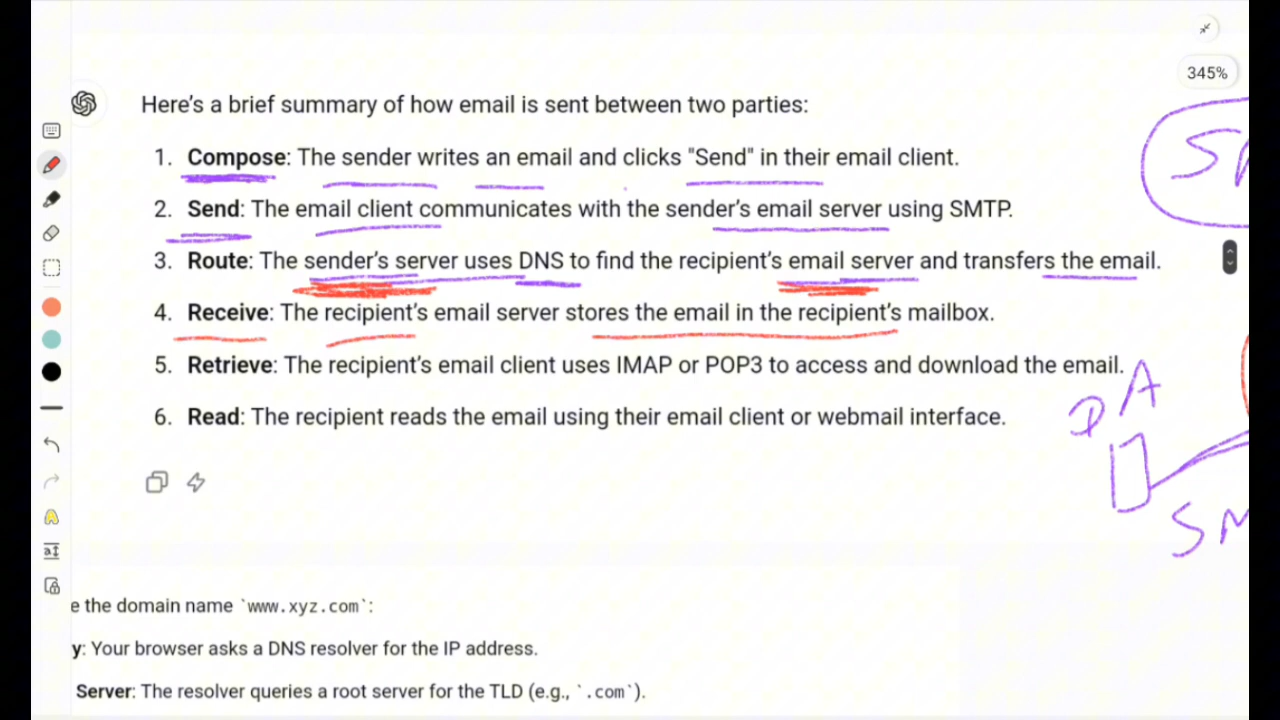 345%
Here's a brief summary of how email is sent between two parties:
1. Compose: The sender writes an email and clicks "Send" in their email client.
2. Send: The email client communicates with the sender's email server using SMTP.
3. Route: The sender's server uses DNS to find the recipient's email server and transfers the email.
4. Receive: The recipient's email server stores the email in the recipient's mailbox.
5. Retrieve: The recipient's email client uses IMAP or POP3 to access and download the email.
6. Read: The recipient reads the email using their email client or webmail interface.
A
S
e the domain name `www.xyz.com`:
y: Your browser asks a DNS resolver for the IP address.
Server: The resolver queries a root server for the TLD (e.g., `.com`).